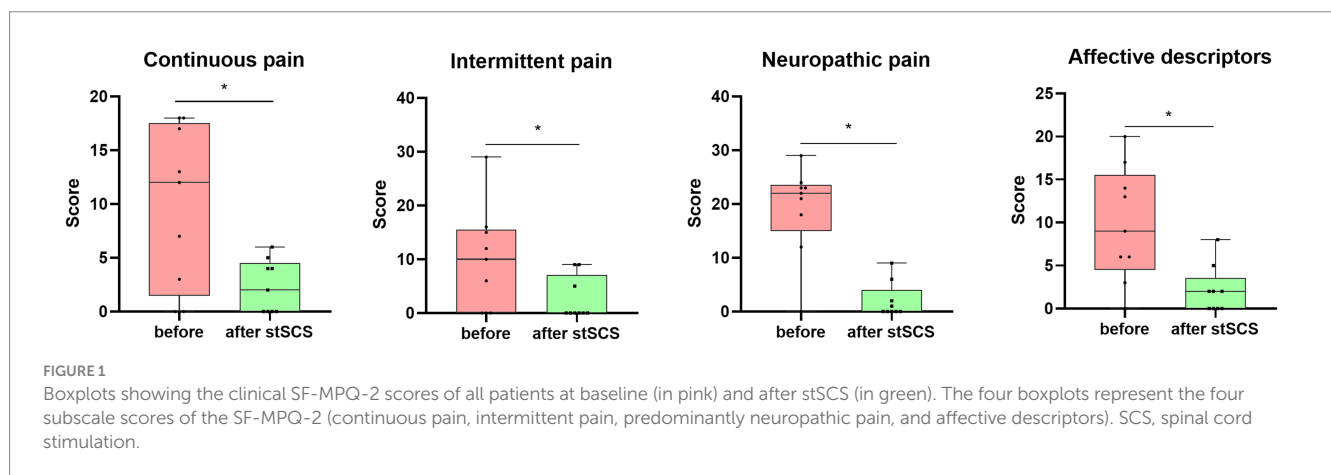 Continuous pain
Intermittent pain
Neuropathic pain
Affective descriptors
*
20
15
10
5
0
Score
before
after stSCS
*
40
30
20
10
0
Score
before
after stSCS
*
40
30
20
10
0
Score
before
after stSCS
*
25
20
15
10
5
0
Score
before
after stSCS
FIGURE 1
Boxplots showing the clinical SF-MPQ-2 scores of all patients at baseline (in pink) and after stSCS (in green). The four boxplots represent the four
subscale scores of the SF-MPQ-2 (continuous pain, intermittent pain, predominantly neuropathic pain, and affective descriptors). SCS, spinal cord
stimulation.